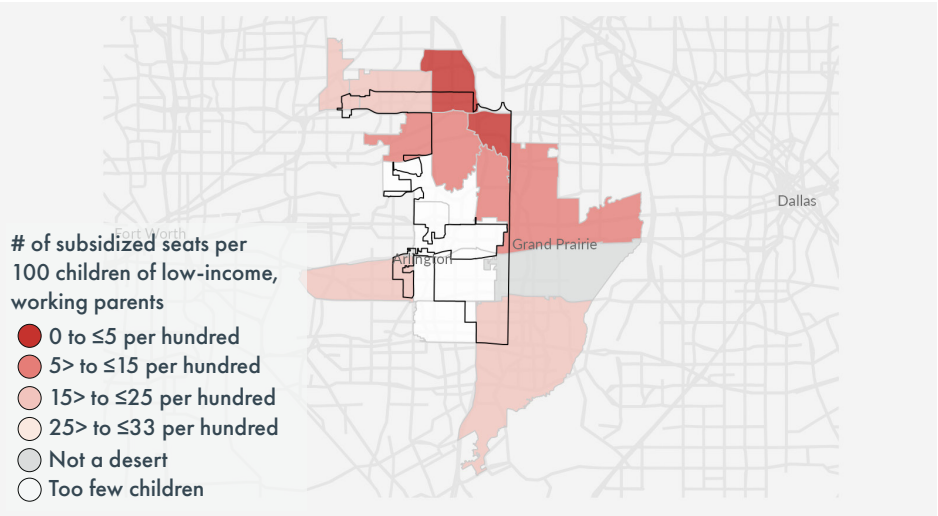 Dallas
Fort Worth
# of subsidized seats per
100 children of low-income,
working parents
Grand Prairie
Arlington
0 to ≤5 per hundred
5> to ≤15 per hundred
15> to ≤25 per hundred
25> to ≤33 per hundred
Not a desert
Too few children